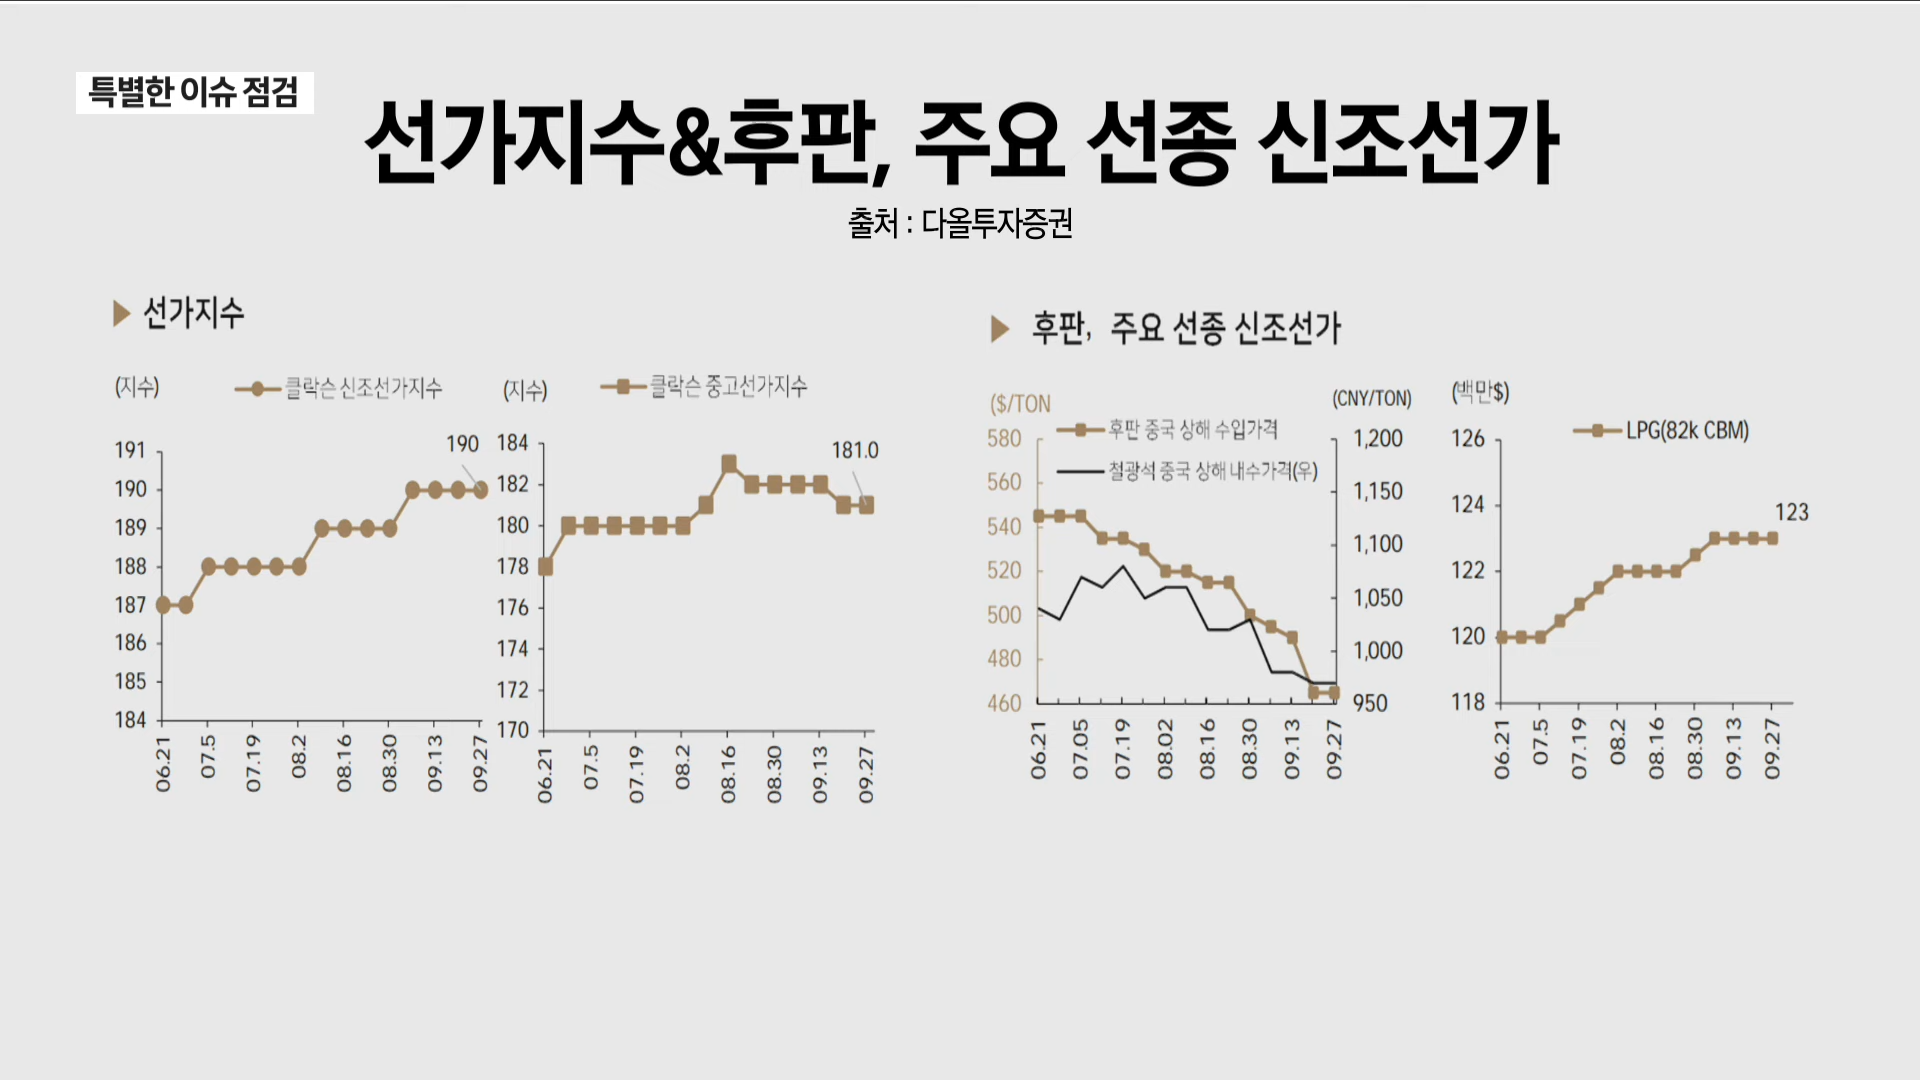 특별한 이슈 점검
선가지수&후판, 주요 선종 신조선가
출처 : 다올투자증권
선가지수
(지수)
클락슨 신조선가지수
190
191
190
189
188
187
186
185
184
06.21 07.5 07.19 08.2 08.16 08.30 09.13 09.27
(지수)
클락슨 중고선가지수
181.0
184
182
180
178
176
174
172
170
06.21 07.5 07.19 08.2 08.16 08.30 09.13 09.27
후판, 주요 선종 신조선가
($/TON
(CNY/TON)
후판 중국 상해 수입가격
철광석 중국 상해 내수가격(우)
580
560
540
520
500
480
460
1,200
1,150
1,100
1,050
1,000
950
06.21 07.05 07.19 08.02 08.16 08.30 09.13 09.27
(백만$)
LPG(82k CBM)
123
126
124
122
120
118
06.21 07.5 07.19 08.2 08.16 08.30 09.13 09.27